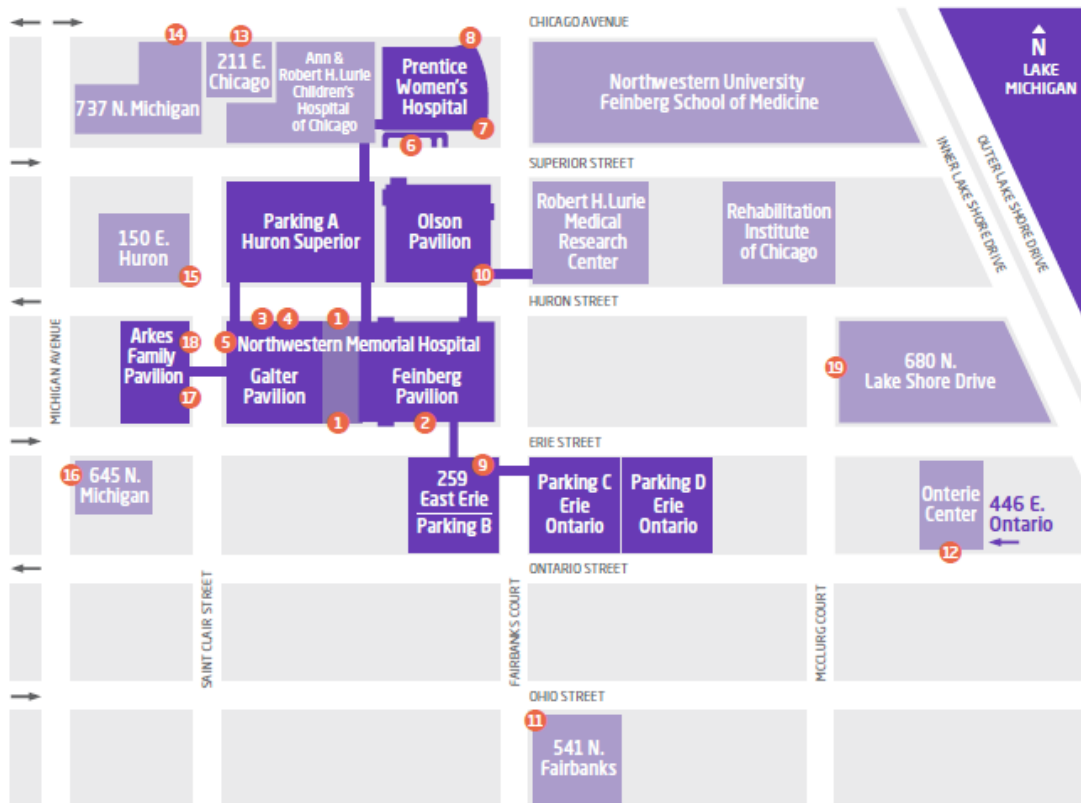 CHICAGO AVENUE
14
13
8
737 N. Michigan
211 E.
Chicago
Ann &
Robert H. Lurie
Children's
Hospital
of Chicago
Prentice
Women's
Hospital
7
6
Northwestern University
Feinberg School of Medicine
N
LAKE
MICHIGAN
INNER LAKE SHORE DRIVE
OUTER LAKE SHORE DRIVE
SUPERIOR STREET
150 E.
Huron
15
Parking A
Huron Superior
Olson
Pavilion
10
Robert H. Lurie
Medical
Research
Center
Rehabilitation
Institute
of Chicago
HURON STREET
MICHIGAN AVENUE
Arkes
Family
Pavilion
18
17
3
4
1
5
Northwestern Memorial Hospital
Galter
Pavilion
Feinberg
Pavilion
1
2
19
680 N.
Lake Shore Drive
ERIE STREET
16
645 N.
Michigan
9
259
East Erie
Parking B
Parking C
Erie
Ontario
Parking D
Erie
Ontario
Onterie
Center
446 E.
Ontario
12
ONTARIO STREET
SAINT CLAIR STREET
FAIRBANKS COURT
MCCLURG COURT
OHIO STREET
11
541 N.
Fairbanks